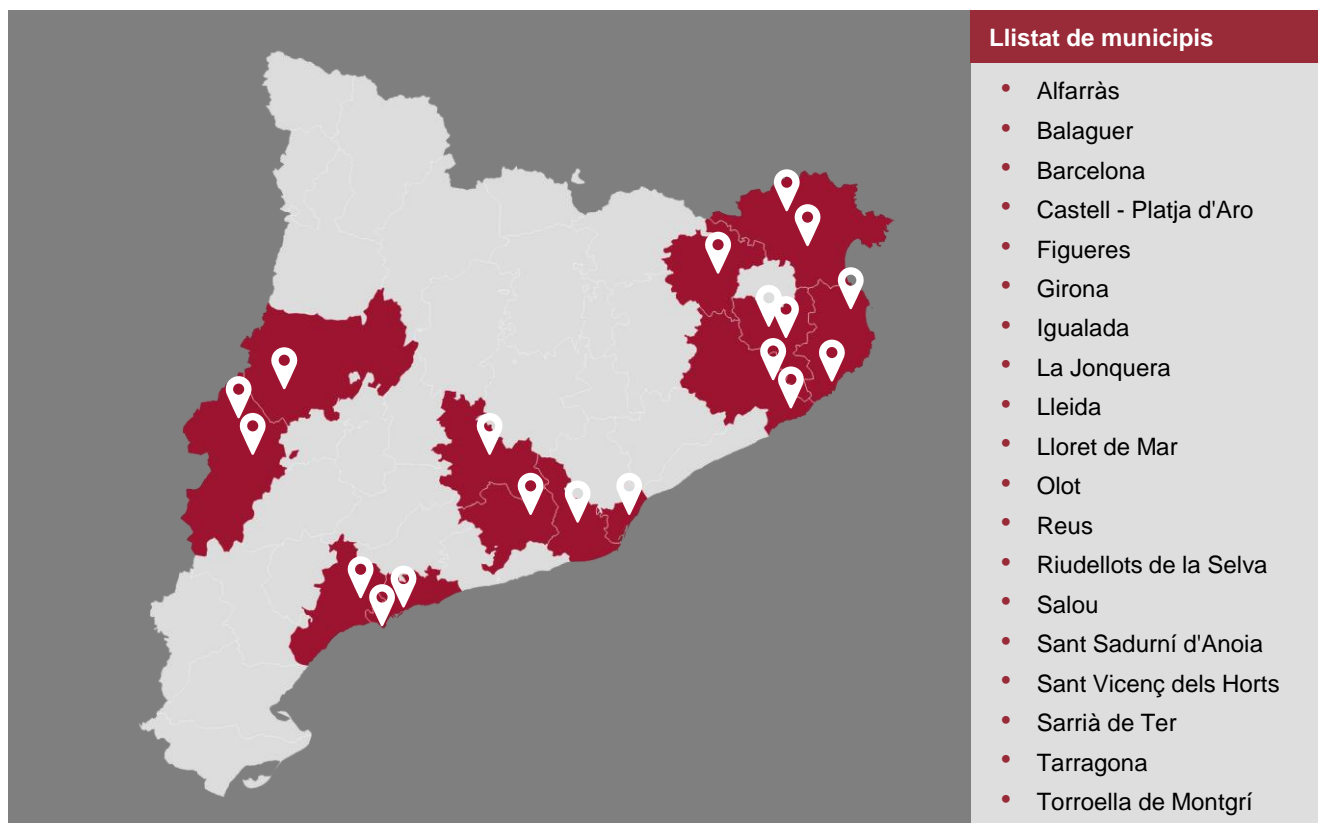 Llistat de municipis
• Alfarràs
• Balaguer
• Barcelona
• Castell - Platja d'Aro
• Figueres
• Girona
• Igualada
• La Jonquera
• Lleida
• Lloret de Mar
• Olot
• Reus
• Riudellots de la Selva
• Salou
• Sant Sadurní d'Anoia
• Sant Vicenç dels Horts
• Sarrià de Ter
• Tarragona
• Torroella de Montgrí